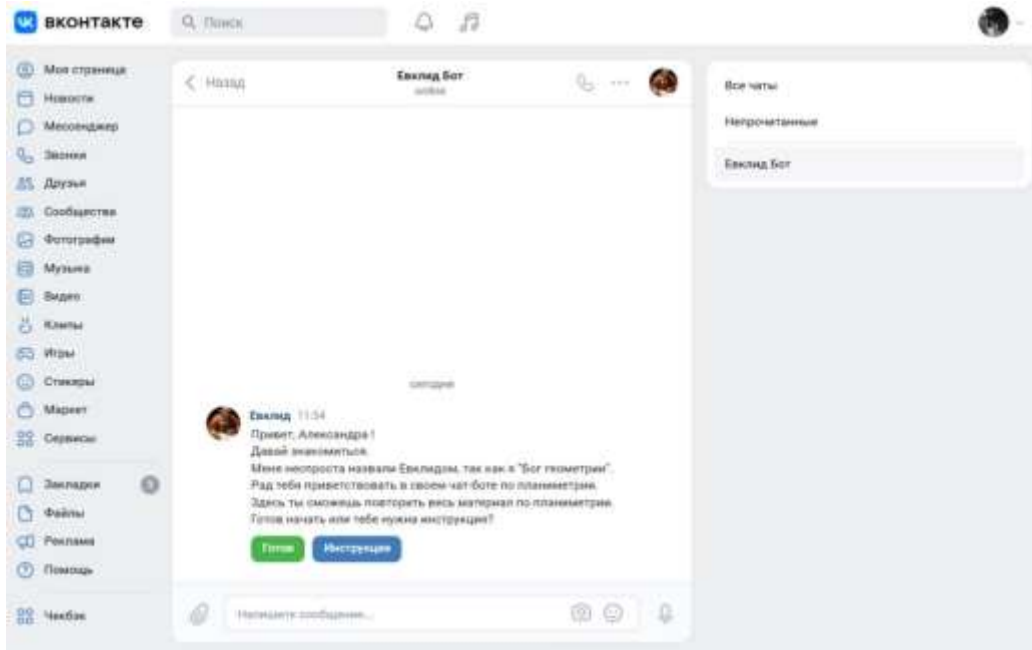 вконтакте
Поиск
Моя страница
Новости
Мессенджер
Звонки
Друзья
Сообщества
Фотографии
Музыка
Видео
Клипы
Игры
Стикеры
Маркет
Сервисы
Закладки
Файлы
Реклама
Помощь
Чекбэк
Назад
Евклид Бот
online
сегодня
Евклид 11:54
Привет, Александра !
Давай знакомиться.
Меня неспроста назвали Евклидом, так как я "Бог геометрии".
Рад тебя приветствовать в своем чат-боте по планиметрии.
Здесь ты сможешь повторить весь материал по планиметрии.
Готов начать или тебе нужна инструкция?
Готов
Инструкция
Напишите сообщение...
Все чаты
Непрочитанные
Евклид Бот